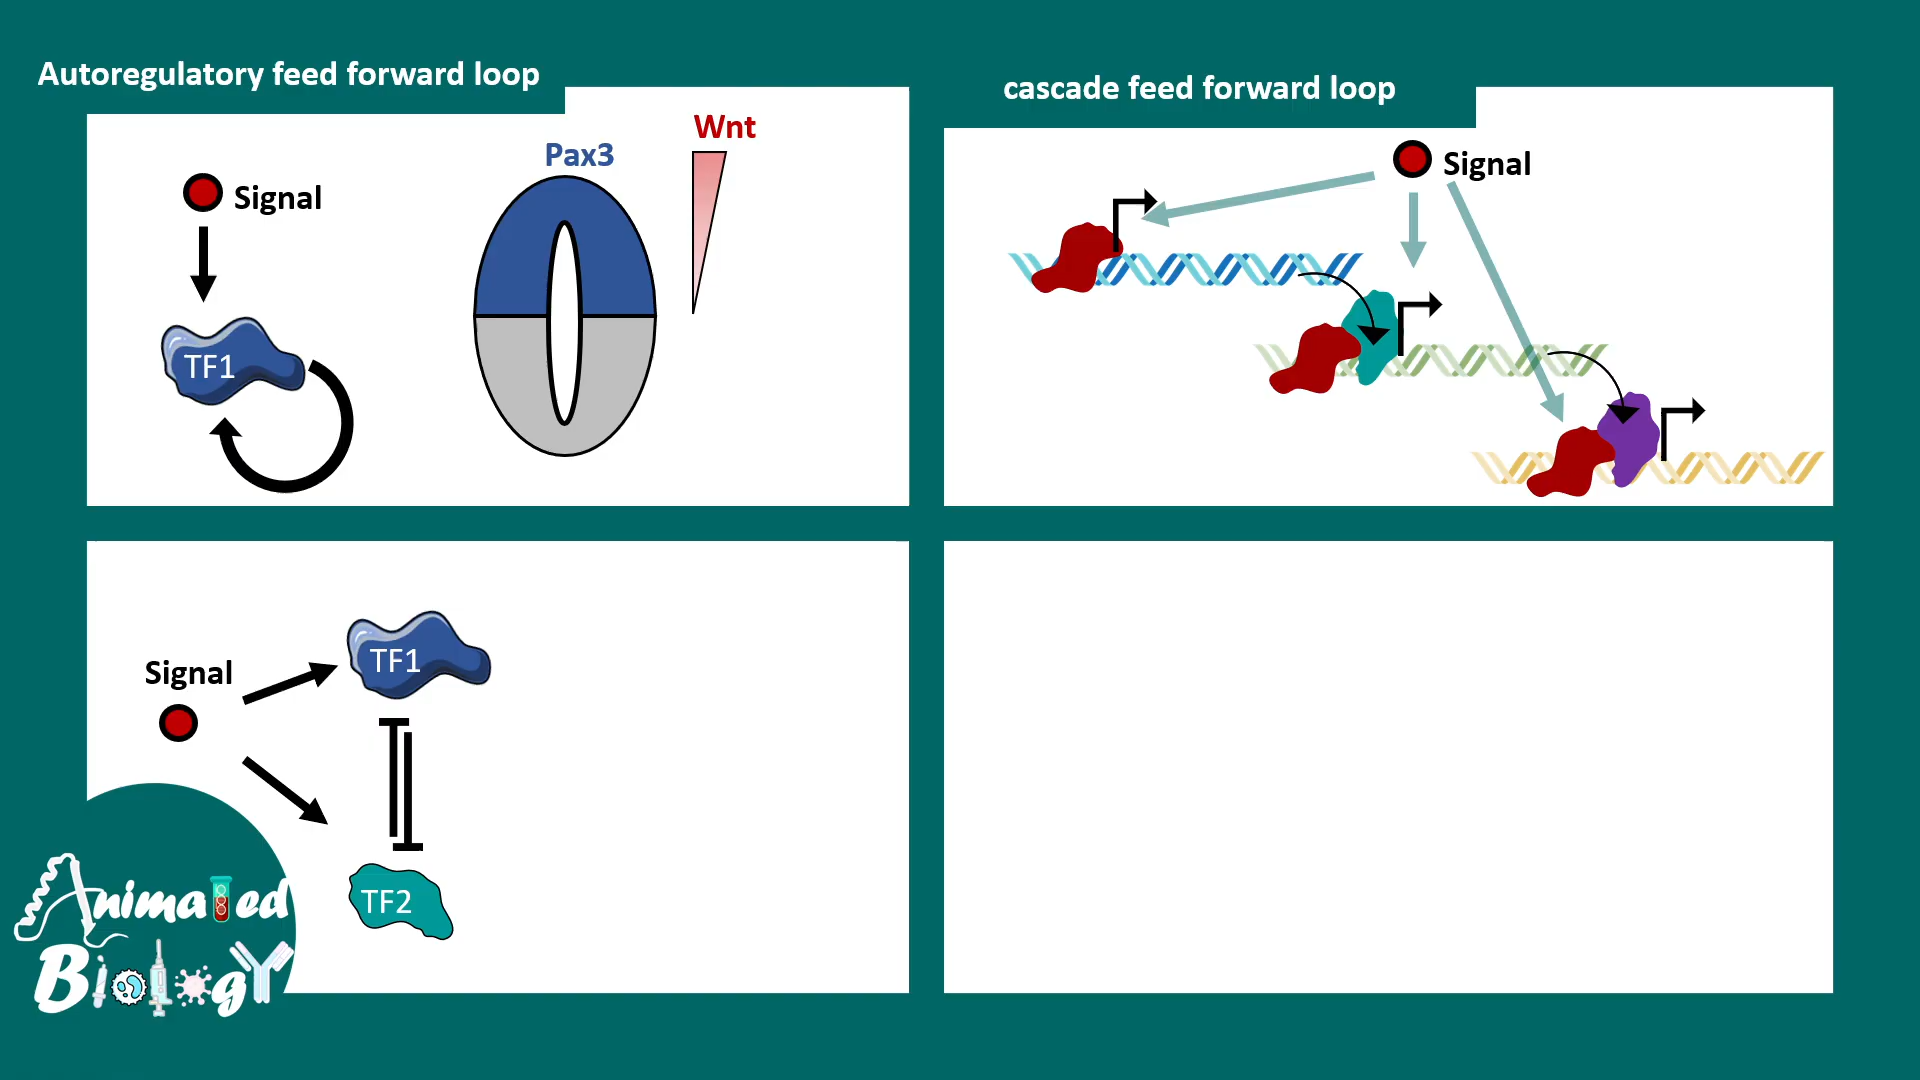 Autoregulatory feed forward loop
Signal
TF1
Pax3
Wnt
cascade feed forward loop
Signal
Signal
TF1
TF2
Animated
Biology